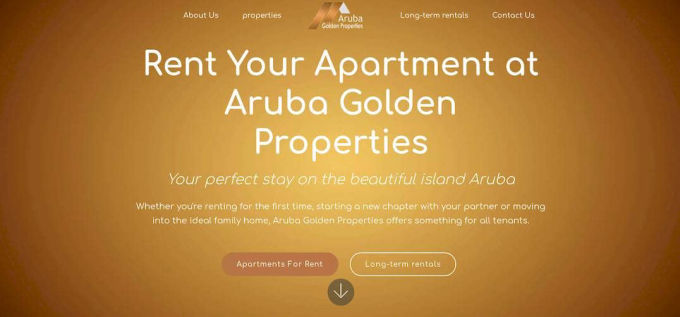 About Us
properties
Aruba
Golden Properties
Long-term rentals
Contact Us
Rent Your Apartment at
Aruba Golden
Properties
Your perfect stay on the beautiful island Aruba
Whether you're renting for the first time, starting a new chapter with your partner or moving
into the ideal family home, Aruba Golden Properties offers something for all tenants.
Apartments For Rent
Long-term rentals